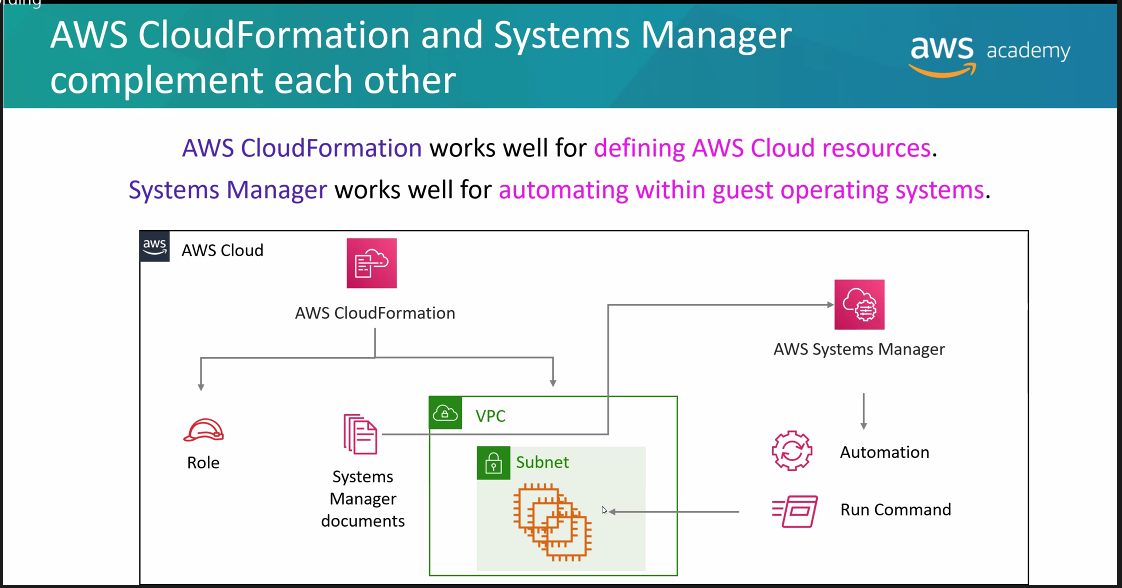 AWS CloudFormation and Systems Manager
complement each other
aws academy
AWS CloudFormation works well for defining AWS Cloud resources.
Systems Manager works well for automating within guest operating systems.
aws
AWS Cloud
AWS CloudFormation
AWS Systems Manager
Role
Systems
Manager
documents
VPC
Subnet
Automation
Run Command